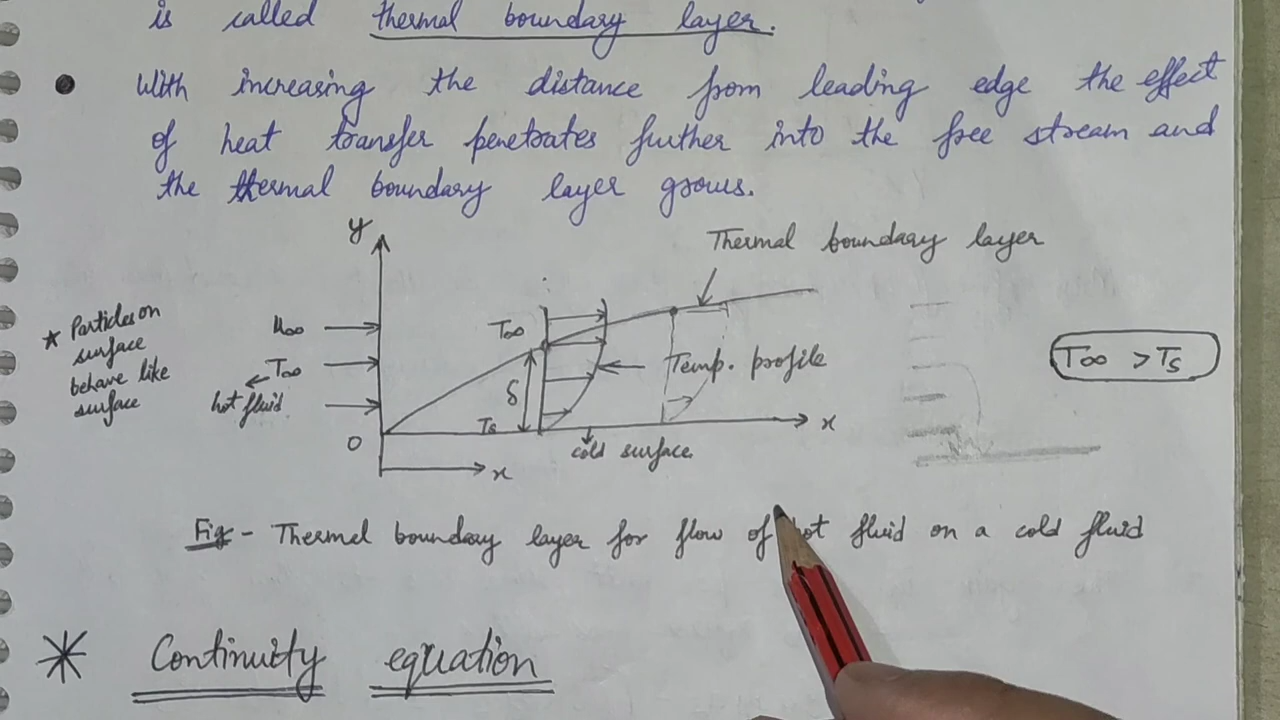 is called thermal boundary layer.
With increasing the distance from leading edge the effect
of heat transfer penetrates further into the free stream and
the thermal boundary layer grows.
y
Thermal boundary layer
* Particles on
surface
behave like
surface
u∞
T∞
hot fluid
T∞
δ
Temp. profile
T∞ > Ts
O
Ts
x
cold surface
x
Fig - Thermal boundary layer for flow of hot fluid on a cold fluid
* Continuity equation